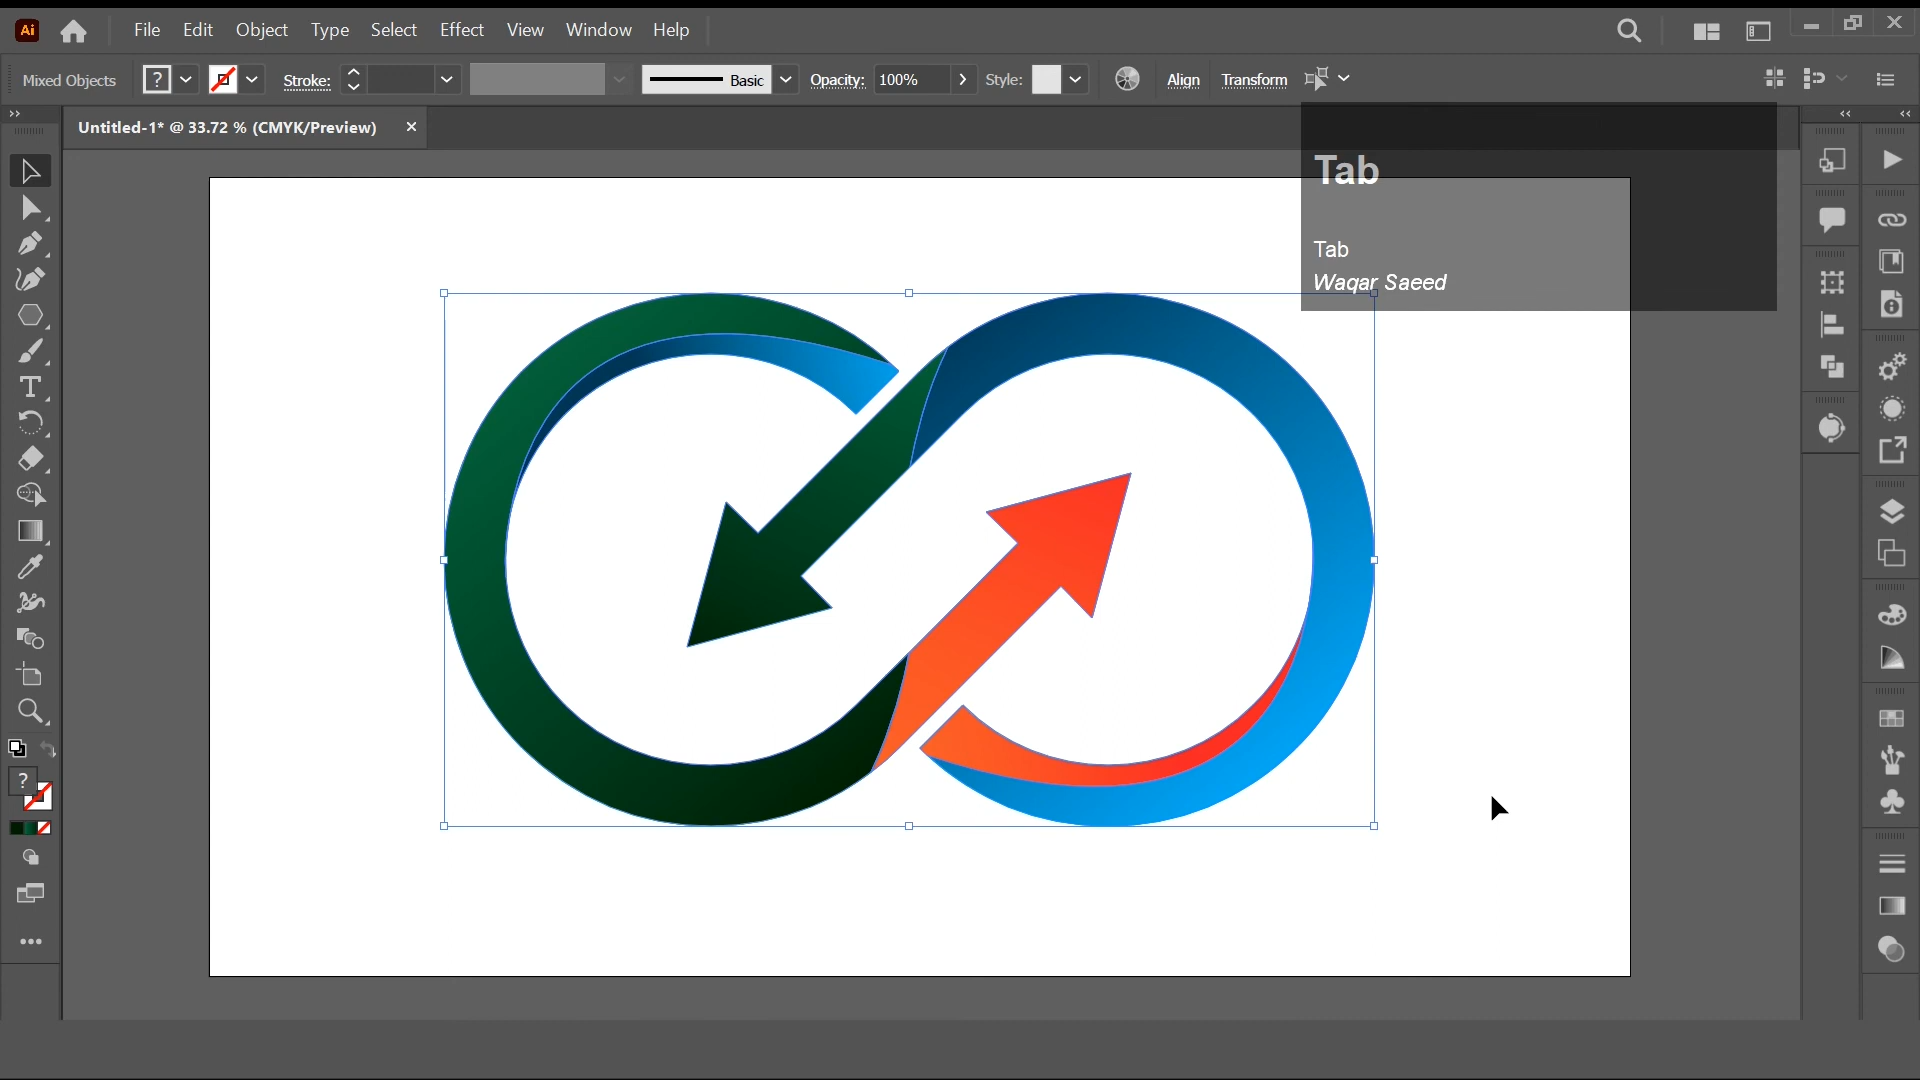 Ai
File Edit Object Type Select Effect View Window Help
Mixed Objects ? Stroke: Basic Opacity: 100% Style: Align Transform
Untitled-1* @ 33.72 % (CMYK/Preview)
Tab
Tab
Waqar Saeed
T
?